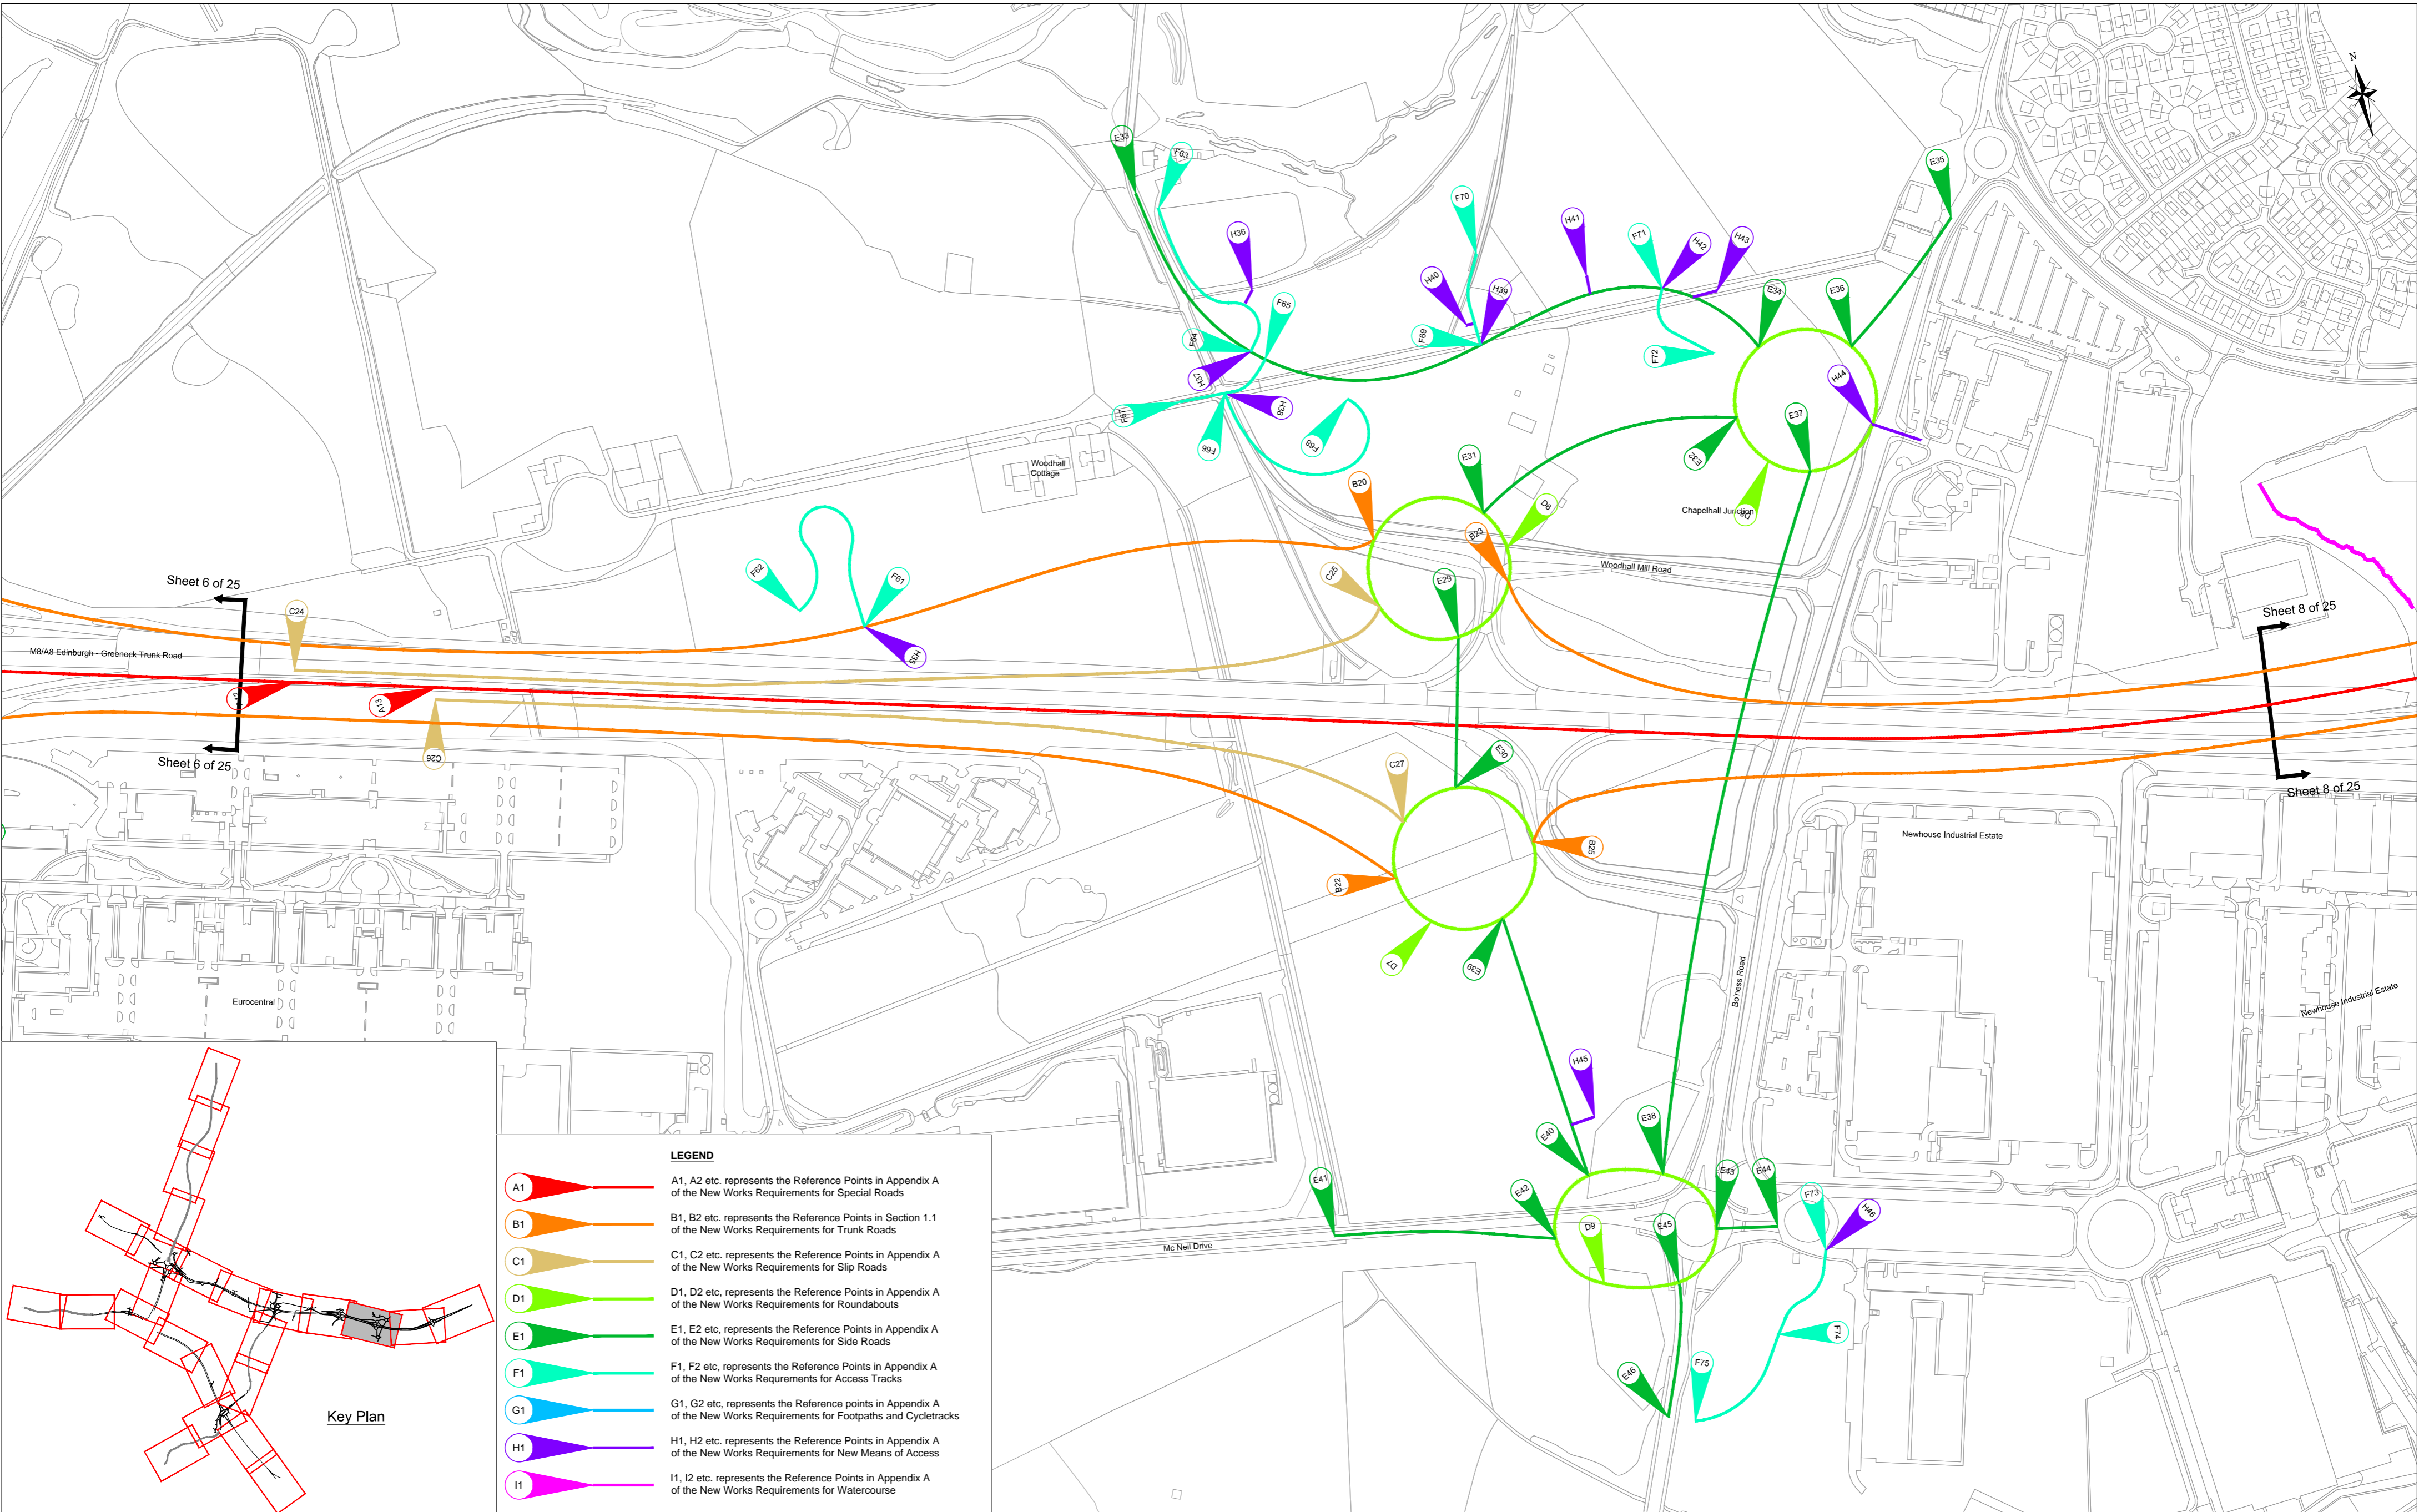 N
E33
F63
E35
F70
H36
H41
F71
H42
H43
H40
H39
F65
E34
E36
F64
F69
F72
H37
H44
F67
H38
E37
F66
F68
E31
E32
Woodhall
Cottage
B20
D6
Chapelhall Junction
D8
B23
Woodhall Mill Road
C25
E29
F62
F61
Sheet 6 of 25
Sheet 8 of 25
C24
H35
M8/A8 Edinburgh - Greenock Trunk Road
A13
C26
Sheet 6 of 25
E30
C27
Sheet 8 of 25
Newhouse Industrial Estate
B25
B22
D7
E39
Bo'ness Road
Eurocentral
Newhouse Industrial Estate
H45
E40
E38
E41
E42
E43
E44
F73
H46
D9
E45
Mc Neil Drive
F74
F75
E46
Key Plan
LEGEND
A1
A1, A2 etc. represents the Reference Points in Appendix A
of the New Works Requirements for Special Roads
B1
B1, B2 etc. represents the Reference Points in Section 1.1
of the New Works Requirements for Trunk Roads
C1
C1, C2 etc. represents the Reference Points in Appendix A
of the New Works Requirements for Slip Roads
D1
D1, D2 etc, represents the Reference Points in Appendix A
of the New Works Requirements for Roundabouts
E1
E1, E2 etc, represents the Reference Points in Appendix A
of the New Works Requirements for Side Roads
F1
F1, F2 etc, represents the Reference Points in Appendix A
of the New Works Requrements for Access Tracks
G1
G1, G2 etc, represents the Reference points in Appendix A
of the New Works Requirements for Footpaths and Cycletracks
H1
H1, H2 etc. represents the Reference Points in Appendix A
of the New Works Requirements for New Means of Access
I1
I1, I2 etc. represents the Reference Points in Appendix A
of the New Works Requirements for Watercourse